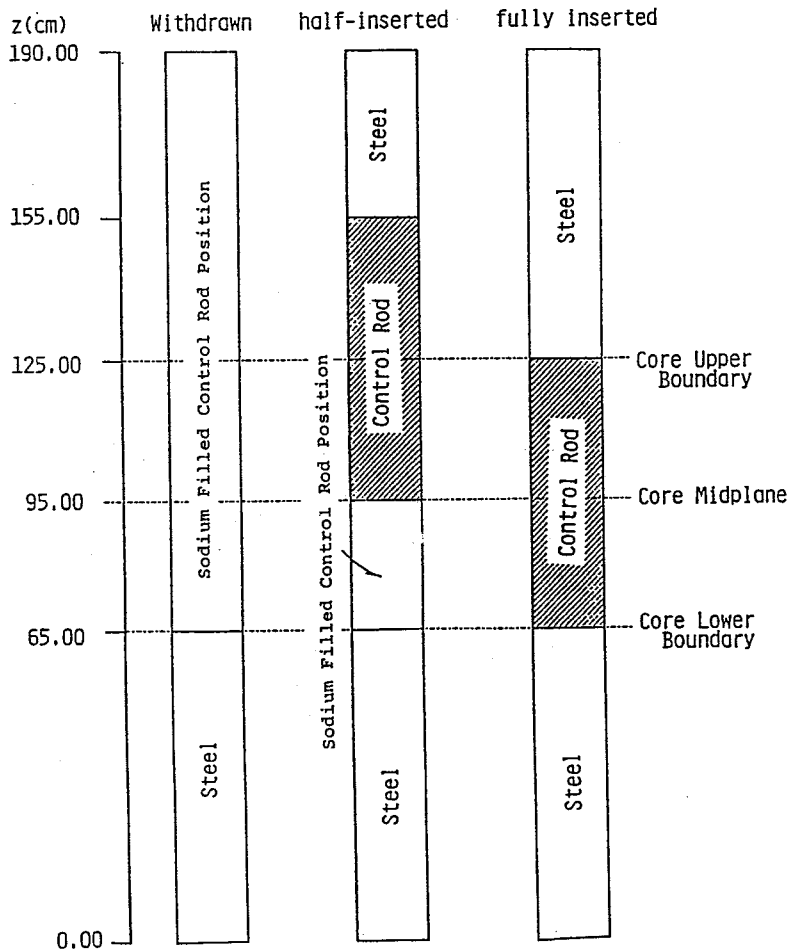 z(cm)
Withdrawn
half-inserted
fully inserted
190.00
155.00
125.00
95.00
65.00
0.00
Sodium Filled Control Rod Position
Steel
Steel
Control Rod
Sodium Filled Control Rod Position
Steel
Steel
Control Rod
Steel
Core Upper
Boundary
Core Midplane
Core Lower
Boundary